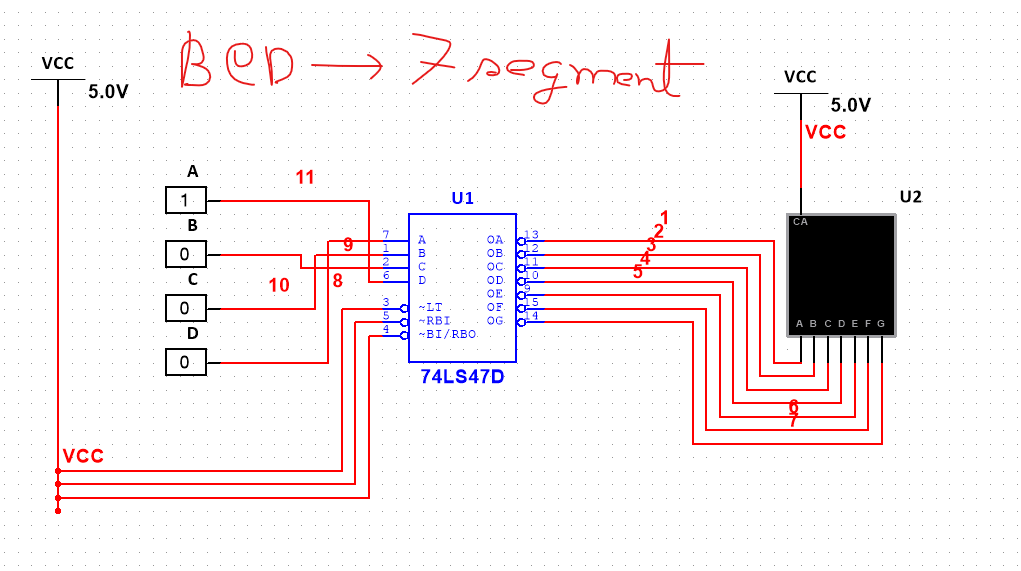 BCD → 7 segment
VCC
5.0V
VCC
5.0V
VCC
A
1
B
0
C
0
D
0
11
9
10
8
U1
7 A OA 13
1 B OB 12
2 C OC 11
6 D OD 10
OE 9
3 ~LT OF 15
5 ~RBI OG 14
4 ~BI/RBO
74LS47D
1
2
3
4
5
U2
CA
A B C D E F G
6
7
VCC